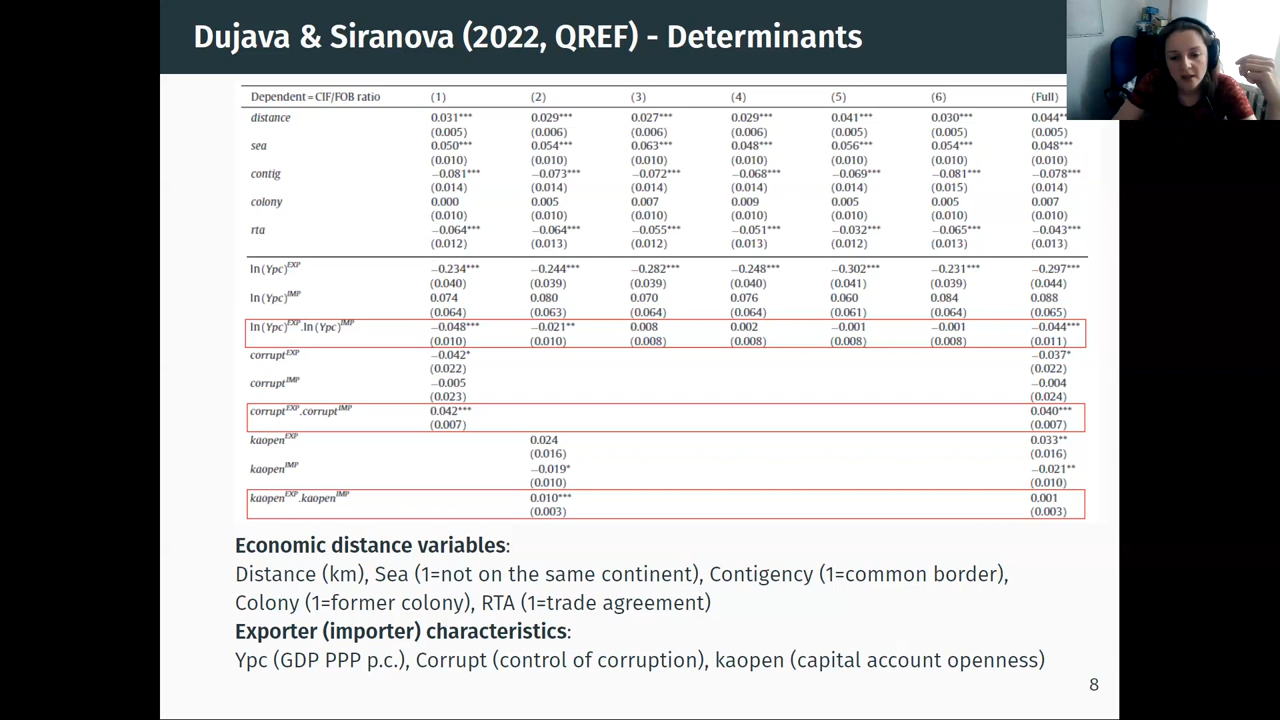 Dujava & Siranova (2022, QREF) - Determinants
Dependent = CIF/FOB ratio (1) (2) (3) (4) (5) (6) (Full)
distance 0.031*** 0.029*** 0.027*** 0.029*** 0.041*** 0.030*** 0.044***
(0.005) (0.006) (0.006) (0.006) (0.005) (0.005) (0.005)
sea 0.050*** 0.054*** 0.063*** 0.048*** 0.056*** 0.054*** 0.048***
(0.010) (0.010) (0.010) (0.010) (0.010) (0.010) (0.010)
contig −0.081*** −0.073*** −0.072*** −0.068*** −0.069*** −0.081*** −0.078***
(0.014) (0.014) (0.014) (0.014) (0.014) (0.015) (0.014)
colony 0.000 0.005 0.007 0.009 0.005 0.005 0.007
(0.010) (0.010) (0.010) (0.010) (0.010) (0.010) (0.010)
rta −0.064*** −0.064*** −0.055*** −0.051*** −0.032*** −0.065*** −0.043***
(0.012) (0.013) (0.012) (0.013) (0.012) (0.013) (0.013)
ln(Ypc)EXP −0.234*** −0.244*** −0.282*** −0.248*** −0.302*** −0.231*** −0.297***
(0.040) (0.039) (0.039) (0.040) (0.041) (0.039) (0.044)
ln(Ypc)IMP 0.074 0.080 0.070 0.076 0.060 0.084 0.088
(0.064) (0.063) (0.064) (0.064) (0.061) (0.064) (0.065)
ln(Ypc)EXP.ln(Ypc)IMP −0.048*** −0.021** 0.008 0.002 −0.001 −0.001 −0.044***
(0.010) (0.010) (0.008) (0.008) (0.008) (0.008) (0.011)
corruptEXP −0.042* −0.037*
(0.022) (0.022)
corruptIMP −0.005 −0.004
(0.023) (0.024)
corruptEXP.corruptIMP 0.042*** 0.040***
(0.007) (0.007)
kaopenEXP 0.024 0.033**
(0.016) (0.016)
kaopenIMP −0.019* −0.021**
(0.010) (0.010)
kaopenEXP.kaopenIMP 0.010*** 0.001
(0.003) (0.003)
Economic distance variables:
Distance (km), Sea (1=not on the same continent), Contigency (1=common border),
Colony (1=former colony), RTA (1=trade agreement)
Exporter (importer) characteristics:
Ypc (GDP PPP p.c.), Corrupt (control of corruption), kaopen (capital account openness)
8